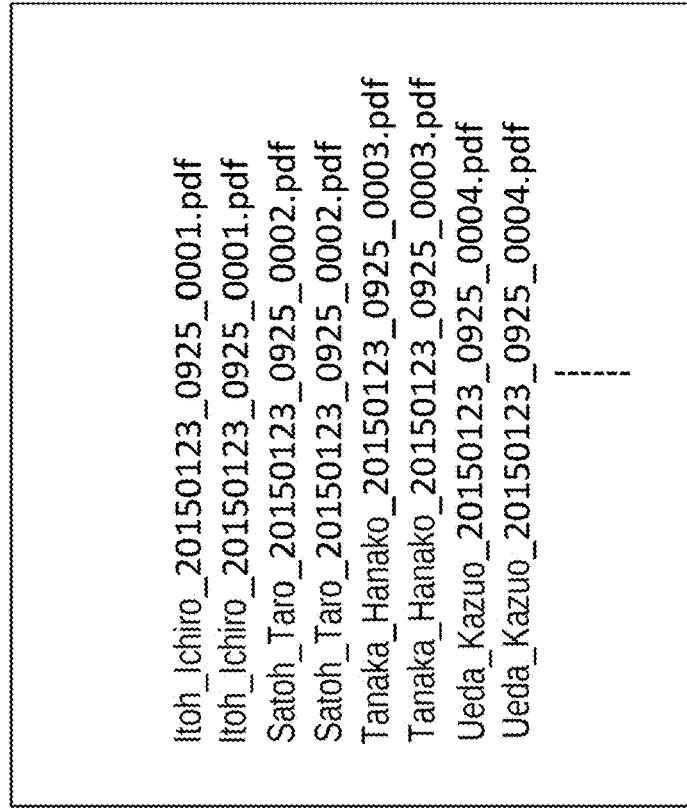 Itoh_Ichiro_20150123_0925_0001.pdf
Itoh_Ichiro_20150123_0925_0001.pdf
Satoh_Taro_20150123_0925_0002.pdf
Satoh_Taro_20150123_0925_0002.pdf
Tanaka_Hanako_20150123_0925_0003.pdf
Tanaka_Hanako_20150123_0925_0003.pdf
Ueda_Kazuo_20150123_0925_0004.pdf
Ueda_Kazuo_20150123_0925_0004.pdf
------